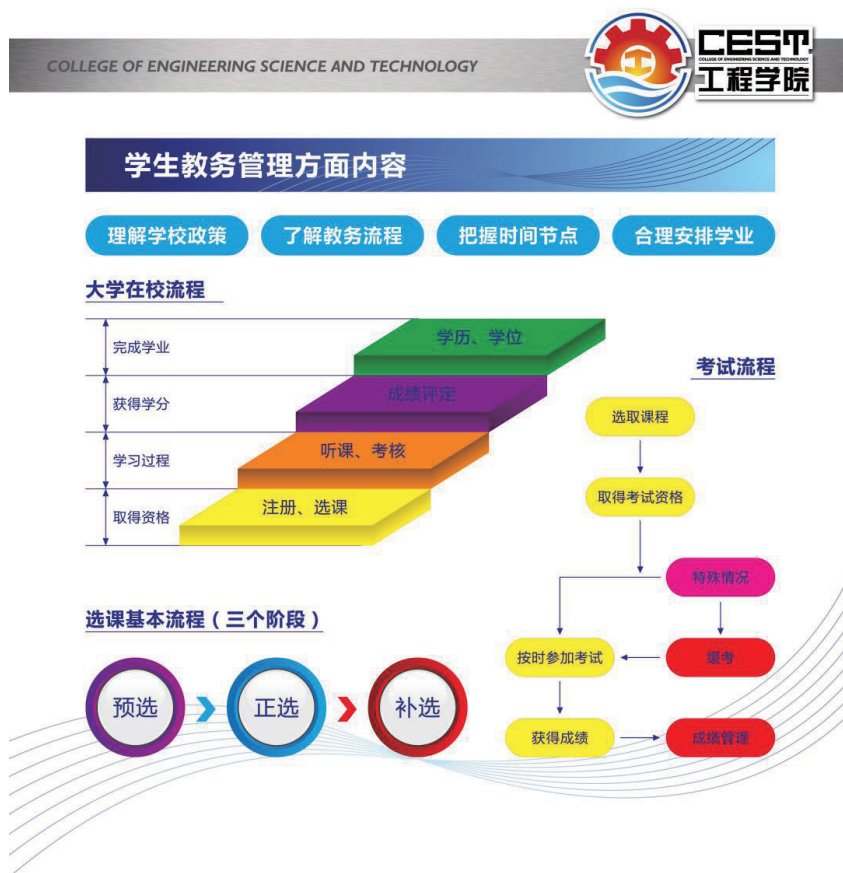 COLLEGE OF ENGINEERING SCIENCE AND TECHNOLOGY
CEST
COLLEGE OF ENGINEERING SCIENCE AND TECHNOLOGY
工程学院
学生教务管理方面内容
理解学校政策
了解教务流程
把握时间节点
合理安排学业
大学在校流程
完成学业
学历、学位
获得学分
成绩评定
学习过程
听课、考核
取得资格
注册、选课
考试流程
选取课程
取得考试资格
特殊情况
按时参加考试
缓考
获得成绩
成绩管理
选课基本流程（三个阶段）
预选
正选
补选